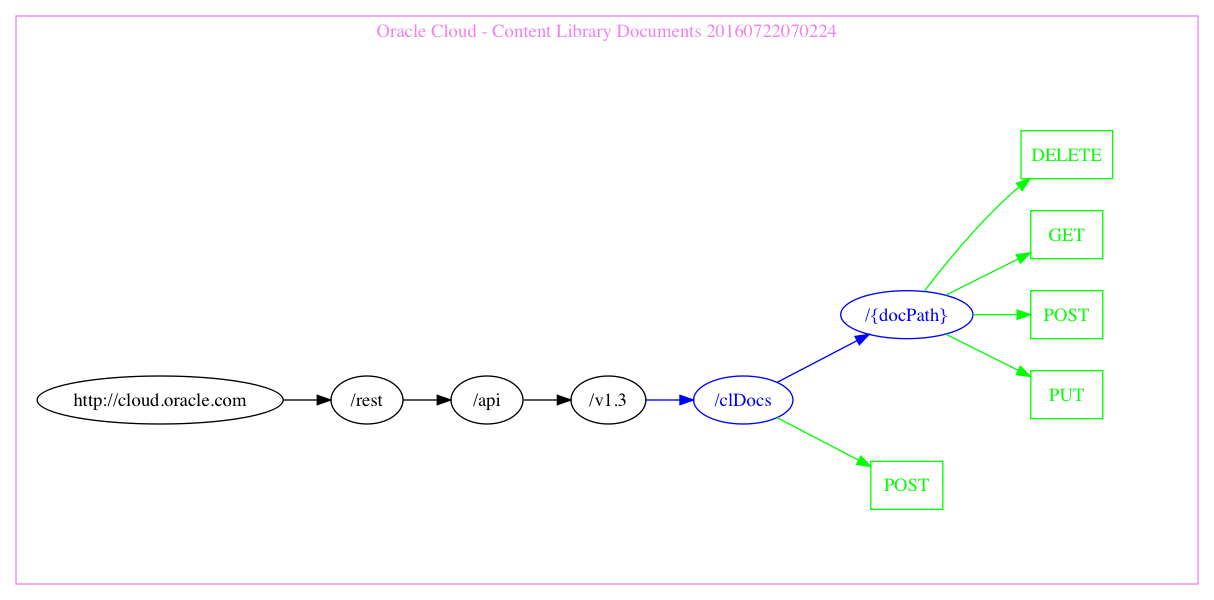 Oracle Cloud - Content Library Documents 20160722070224
DELETE
GET
/{docPath}
POST
PUT
http://cloud.oracle.com
/rest
/api
/v1.3
/clDocs
POST